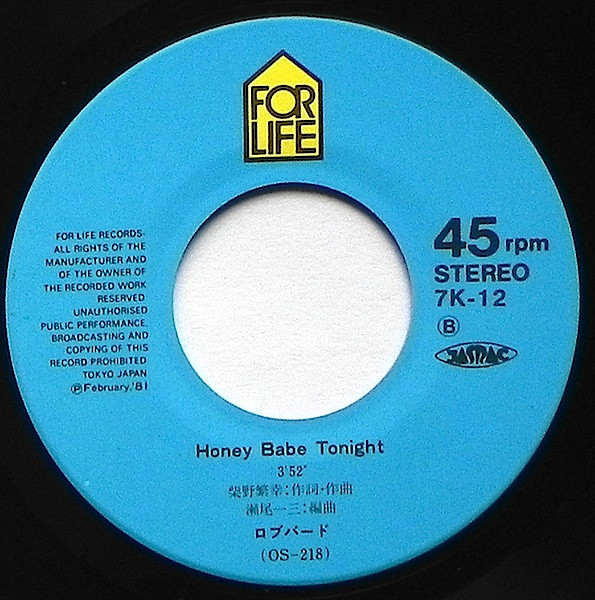 FOR
LIFE
FOR LIFE RECORDS-
ALL RIGHTS OF THE
MANUFACTURER AND
OF THE OWNER OF
THE RECORDED WORK
RESERVED.
UNAUTHORISED
PUBLIC PERFORMANCE,
BROADCASTING AND
COPYING OF THIS
RECORD PROHIBITED
TOKYO JAPAN
ⓅFebruary.'81
45 rpm
STEREO
7K-12
Ⓑ
JASRAC
Honey Babe Tonight
3'52"
柴野繁幸:作詞・作曲
瀬尾一三:編曲
ロブバード
(OS-218)